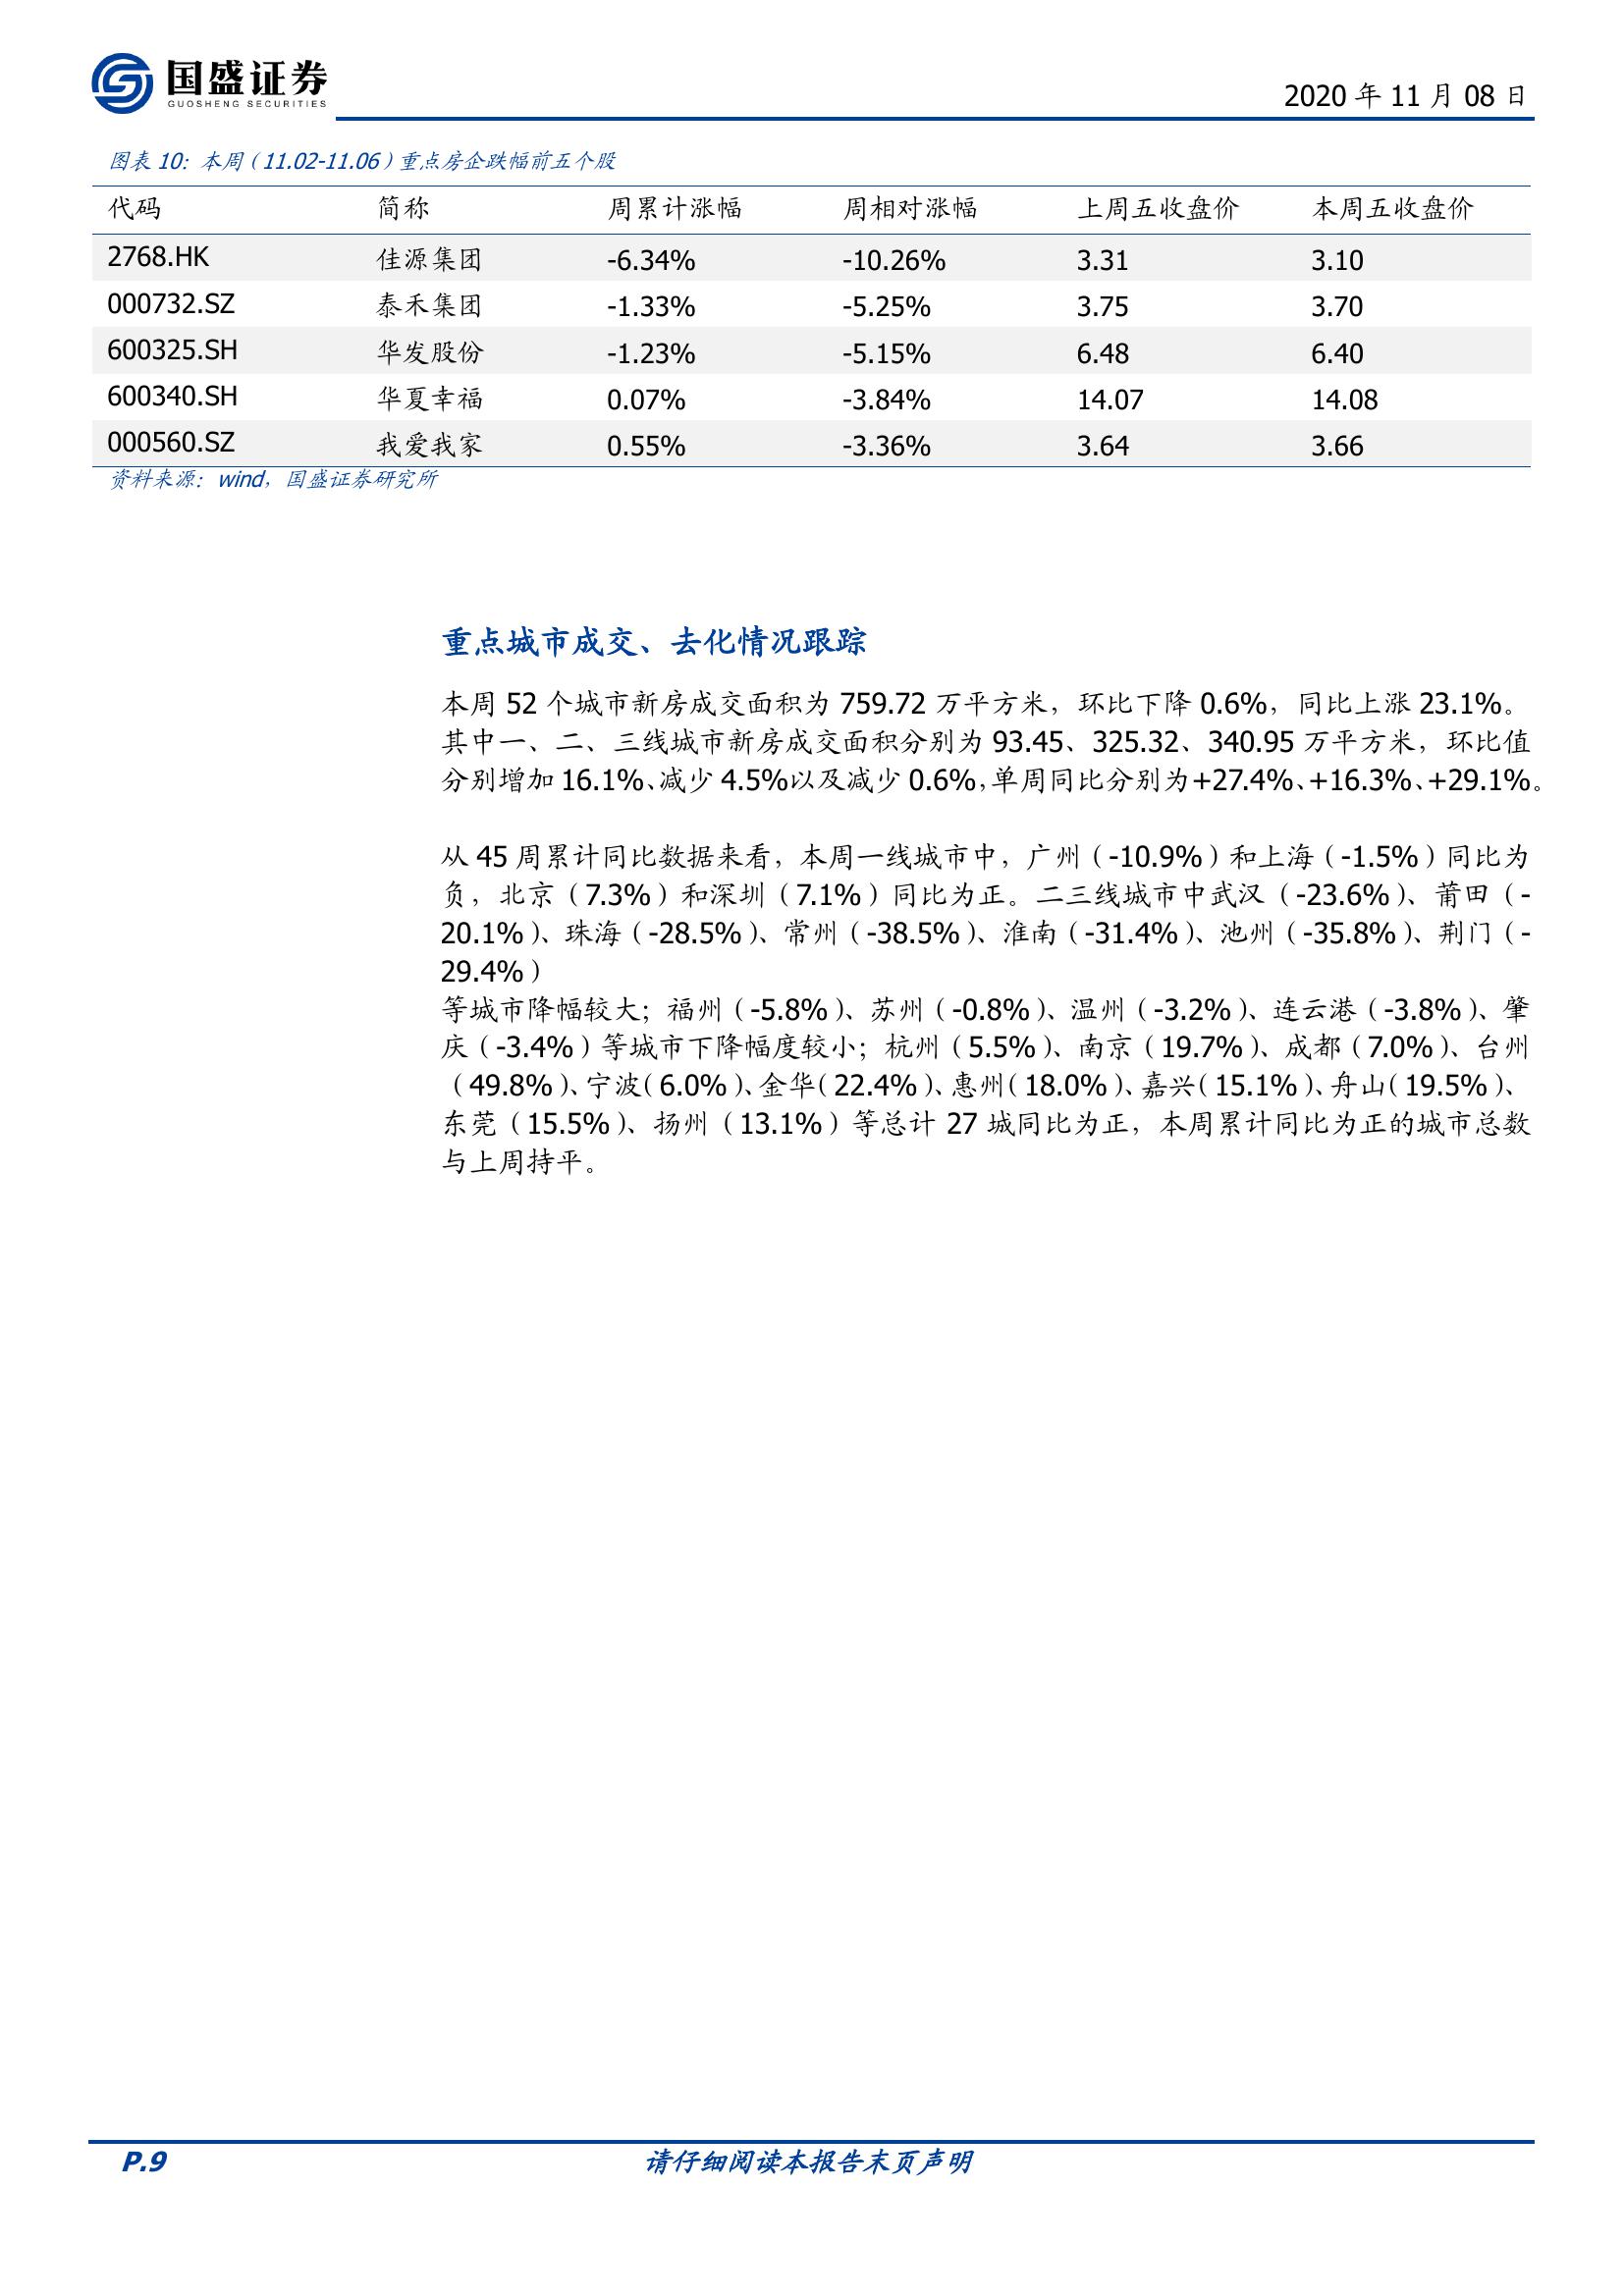 国盛证券
GUOSHENG SECURITIES
2020 年 11 月 08 日
图表 10：本周（11.02-11.06）重点房企跌幅前五个股
代码 简称 周累计涨幅 周相对涨幅 上周五收盘价 本周五收盘价
2768.HK 佳源集团 -6.34% -10.26% 3.31 3.10
000732.SZ 泰禾集团 -1.33% -5.25% 3.75 3.70
600325.SH 华发股份 -1.23% -5.15% 6.48 6.40
600340.SH 华夏幸福 0.07% -3.84% 14.07 14.08
000560.SZ 我爱我家 0.55% -3.36% 3.64 3.66
资料来源：wind，国盛证券研究所
重点城市成交、去化情况跟踪
本周 52 个城市新房成交面积为 759.72 万平方米，环比下降 0.6%，同比上涨 23.1%。
其中一、二、三线城市新房成交面积分别为 93.45、325.32、340.95 万平方米，环比值
分别增加 16.1%、减少 4.5%以及减少 0.6%，单周同比分别为+27.4%、+16.3%、+29.1%。
从 45 周累计同比数据来看，本周一线城市中，广州（-10.9%）和上海（-1.5%）同比为
负，北京（7.3%）和深圳（7.1%）同比为正。二三线城市中武汉（-23.6%）、莆田（-
20.1%）、珠海（-28.5%）、常州（-38.5%）、淮南（-31.4%）、池州（-35.8%）、荆门（-
29.4%）
等城市降幅较大；福州（-5.8%）、苏州（-0.8%）、温州（-3.2%）、连云港（-3.8%）、肇
庆（-3.4%）等城市下降幅度较小；杭州（5.5%）、南京（19.7%）、成都（7.0%）、台州
（49.8%）、宁波（6.0%）、金华（22.4%）、惠州（18.0%）、嘉兴（15.1%）、舟山（19.5%）、
东莞（15.5%）、扬州（13.1%）等总计 27 城同比为正，本周累计同比为正的城市总数
与上周持平。
P.9 请仔细阅读本报告末页声明